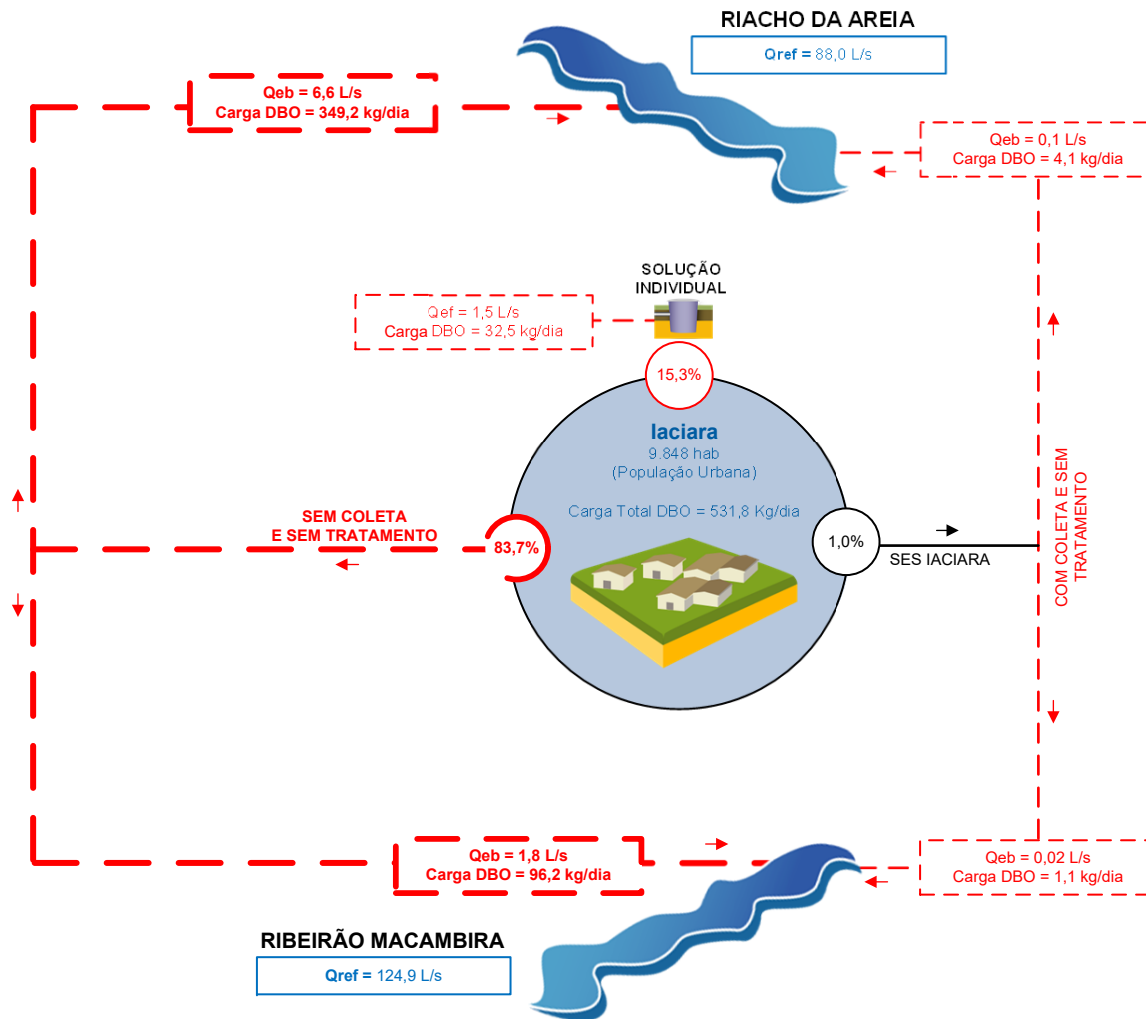 RIACHO DA AREIA
Qref = 88,0 L/s
Qeb = 6,6 L/s
Carga DBO = 349,2 kg/dia
Qeb = 0,1 L/s
Carga DBO = 4,1 kg/dia
SOLUÇÃO
INDIVIDUAL
Qef = 1,5 L/s
Carga DBO = 32,5 kg/dia
15,3%
Iaciara
9.848 hab
(População Urbana)
Carga Total DBO = 531,8 Kg/dia
SEM COLETA
E SEM TRATAMENTO
83,7%
1,0%
SES IACIARA
COM COLETA E SEM
TRATAMENTO
Qeb = 1,8 L/s
Carga DBO = 96,2 kg/dia
Qeb = 0,02 L/s
Carga DBO = 1,1 kg/dia
RIBEIRÃO MACAMBIRA
Qref = 124,9 L/s